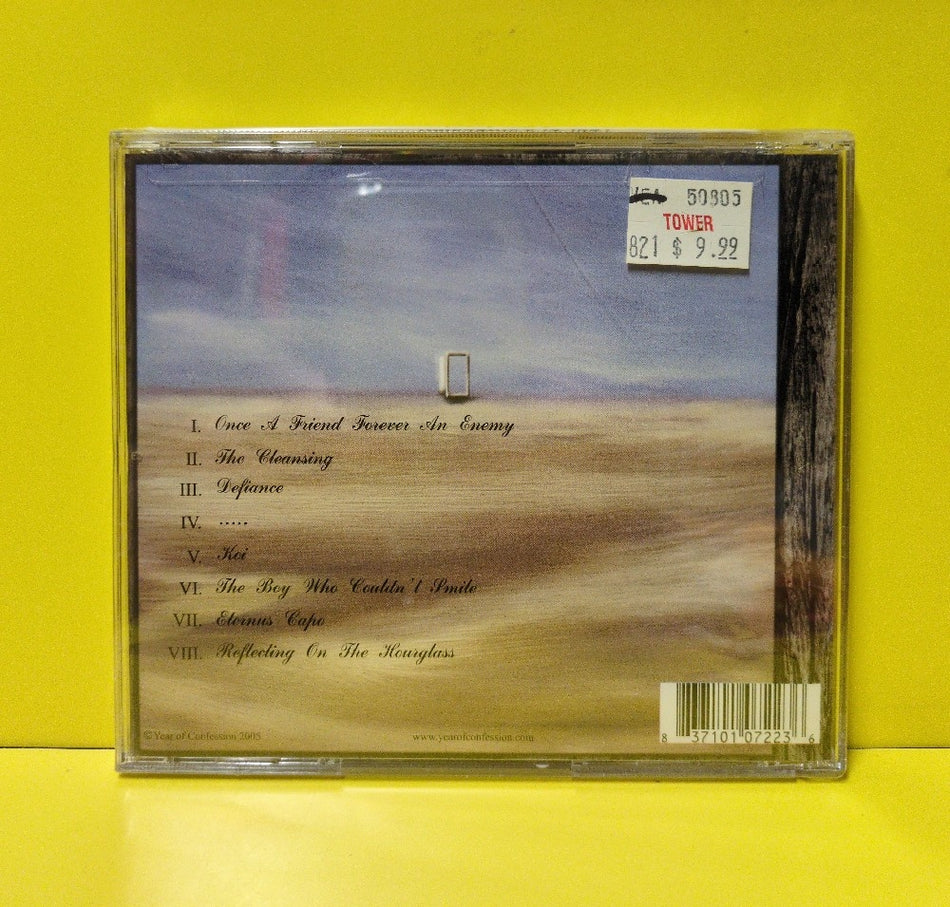 50805
TOWER
821 $ 9.99
I. Once A Friend Forever An Enemy
II. The Cleansing
III. Defiance
IV. .....
V. Koi
VI. The Boy Who Couldn't Smile
VII. Eternus Capo
VIII. Reflecting On The Hourglass
©Year of Confession 2005
www.yearofconfession.com
8 37101 07223 6